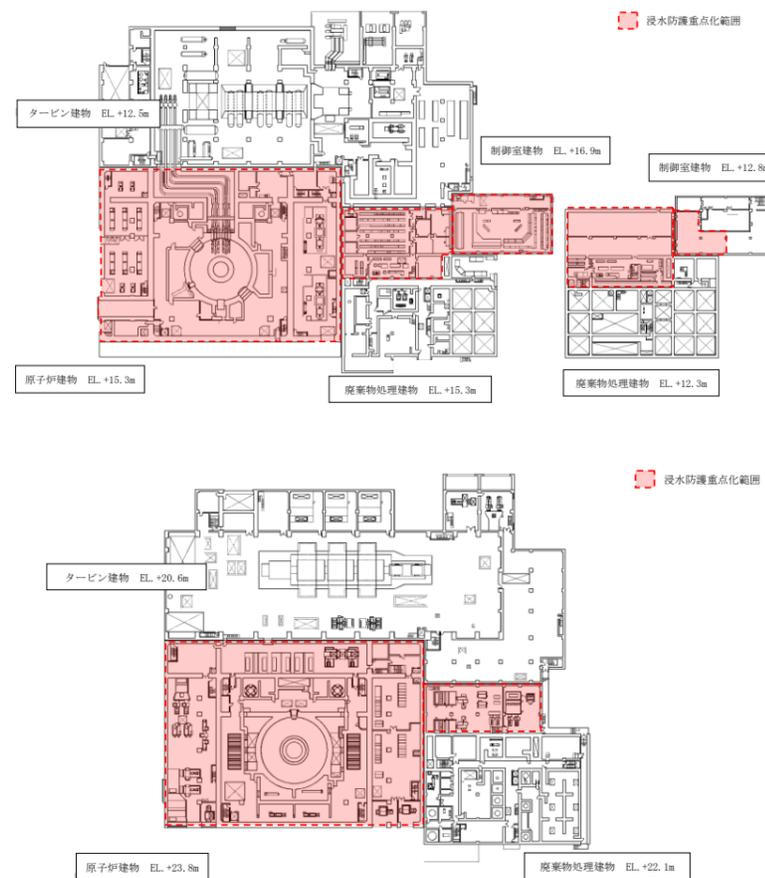 浸水防護重点化範囲
タービン建物 EL.+12.5m
制御室建物 EL.+16.9m
制御室建物 EL.+12.8m
原子炉建物 EL.+15.3m
廃棄物処理建物 EL.+15.3m
廃棄物処理建物 EL.+12.3m
浸水防護重点化範囲
タービン建物 EL.+20.6m
原子炉建物 EL.+23.8m
廃棄物処理建物 EL.+22.1m